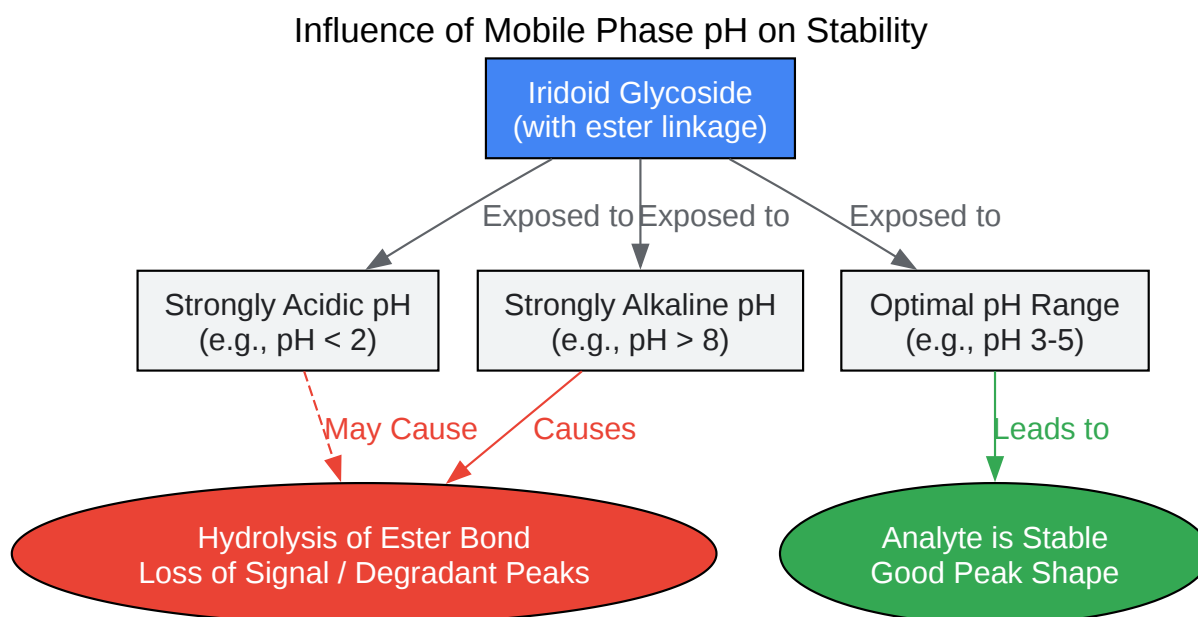 Influence of Mobile Phase pH on Stability
Iridoid Glycoside
(with ester linkage)
Exposed to
Exposed to
Exposed to
Strongly Acidic pH
(e.g., pH < 2)
Strongly Alkaline pH
(e.g., pH > 8)
Optimal pH Range
(e.g., pH 3-5)
May Cause
Causes
Leads to
Hydrolysis of Ester Bond
Loss of Signal / Degradant Peaks
Analyte is Stable
Good Peak Shape